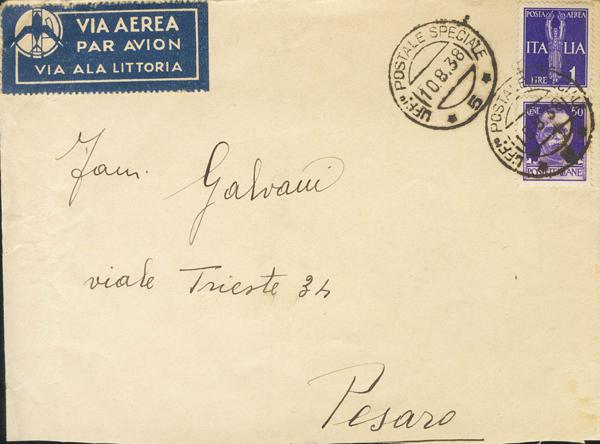 VIA AEREA
PAR AVION
VIA ALA LITTORIA
UFF.º POSTALE SPECIALE
10.8.38
5
POSTA AEREA
ITALIA
LIRE 1
CENT. 50
POSTE ITALIANE
Fam. Galvani
viale Trieste 34
Pesaro